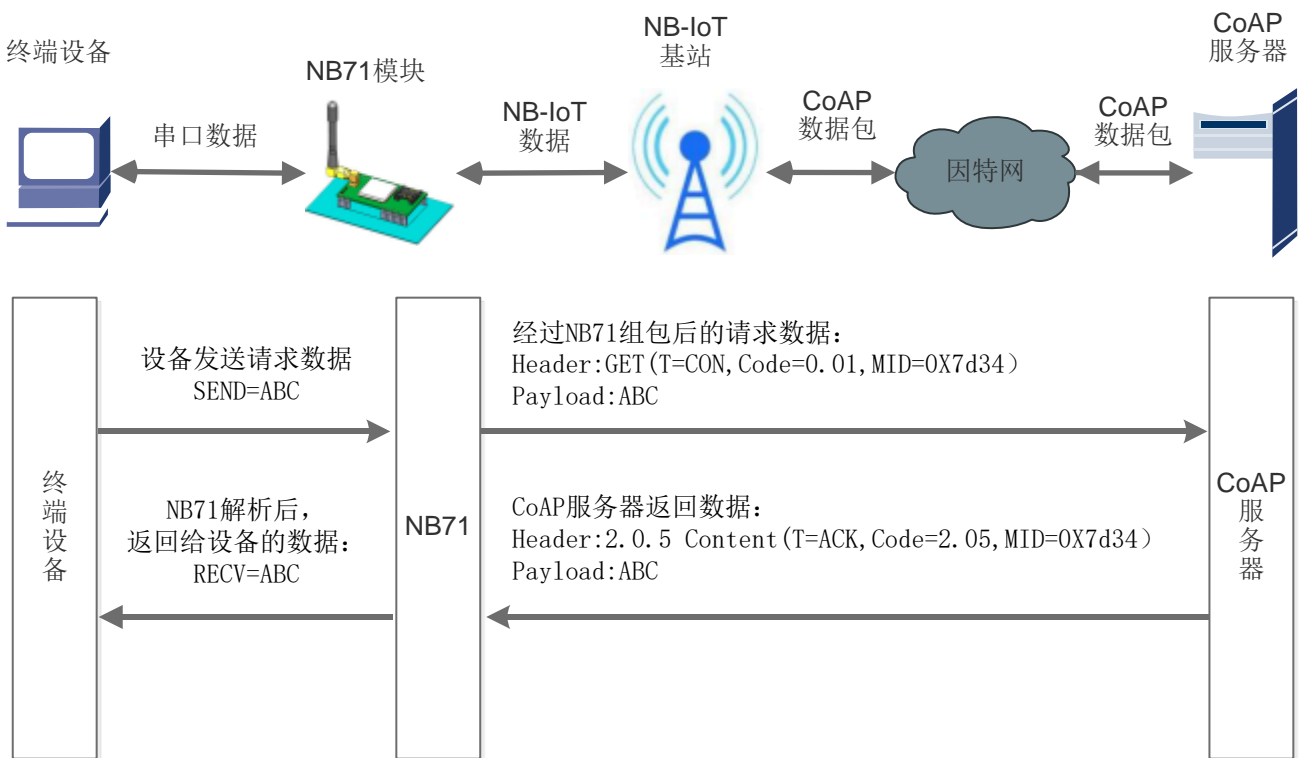 终端设备
NB71模块
NB-IoT
基站
CoAP
服务器
串口数据
NB-IoT
数据
CoAP
数据包
因特网
CoAP
数据包
设备发送请求数据
SEND=ABC
经过NB71组包后的请求数据:
Header:GET(T=CON,Code=0.01,MID=0X7d34)
Payload:ABC
终端设备
NB71解析后,
返回给设备的数据:
RECV=ABC
NB71
CoAP服务器返回数据:
Header:2.0.5 Content(T=ACK,Code=2.05,MID=0X7d34)
Payload:ABC
CoAP
服务器